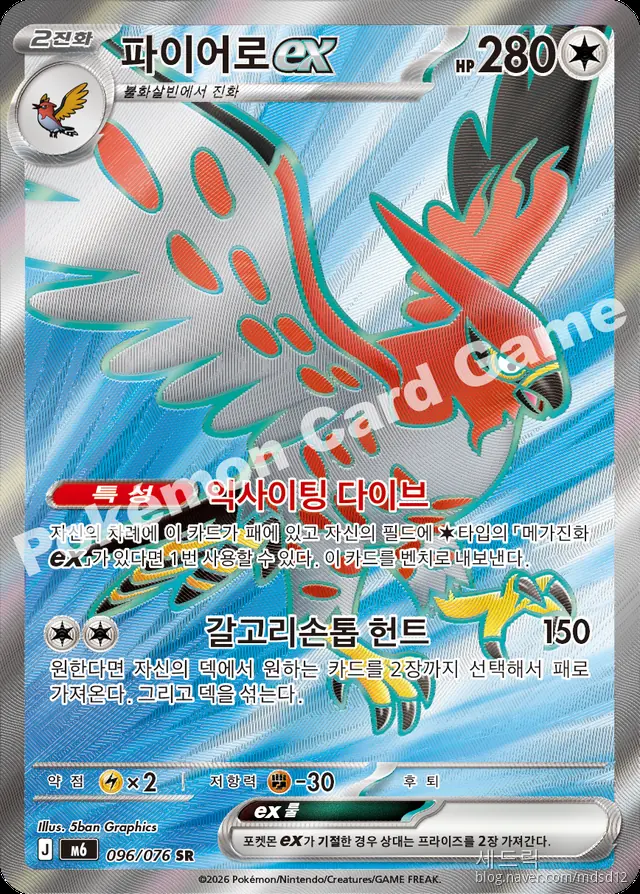 2진화
파이어로 ex
HP 280
불화살빈에서 진화
Pokémon Card Game
특성 익사이팅 다이브
자신의 차례에 이 카드가 패에 있고 자신의 필드에 타입의 「메가진화
ex」가 있다면 1번 사용할 수 있다. 이 카드를 벤치로 내보낸다.
갈고리손톱 헌트 150
원한다면 자신의 덱에서 원하는 카드를 2장까지 선택해서 패로
가져온다. 그리고 덱을 섞는다.
약점 ×2 저항력 -30 후퇴
ex 룰
포켓몬 ex가 기절한 경우 상대는 프라이즈를 2장 가져간다.
Illus. 5ban Graphics
J M6 096/076 SR
©2026 Pokémon/Nintendo/Creatures/GAME FREAK.
세드릭
blog.naver.com/mdsd12